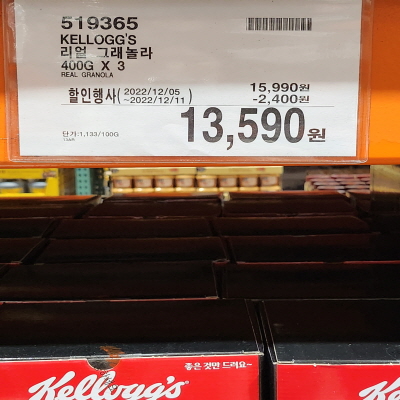 519365
KELLOGG'S
리얼 그래놀라
400G X 3
REAL GRANOLA
할인행사(2022/12/05 ~2022/12/11)
15,990원
-2,400원
13,590원
단가:1,133/100G
좋은 것만 드려요~
Kellogg's
Kellogg's